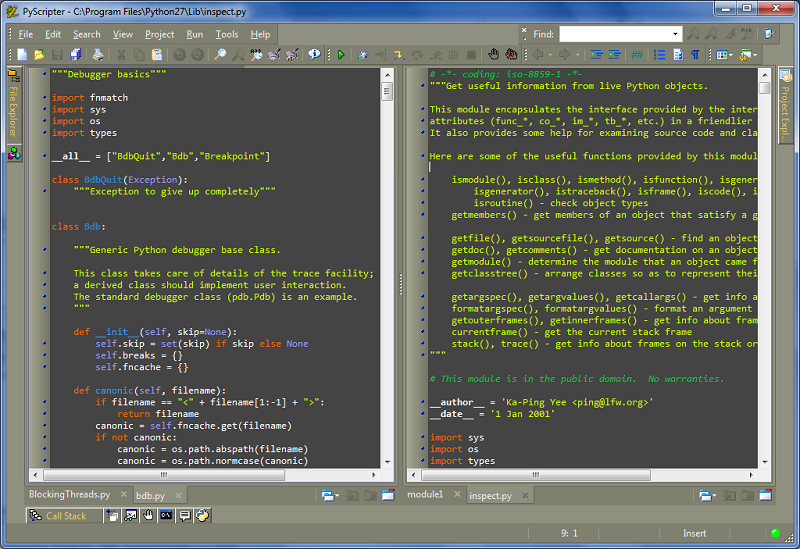 PyScripter - C:\Program Files\Python27\Lib\inspect.py
File Edit Search View Project Run Tools Help
Find:
File Explorer
"""Debugger basics"""
import fnmatch
import sys
import os
import types
__all__ = ["BdbQuit","Bdb","Breakpoint"]
class BdbQuit(Exception):
"""Exception to give up completely"""
class Bdb:
"""Generic Python debugger base class.
This class takes care of details of the trace facility;
a derived class should implement user interaction.
The standard debugger class (pdb.Pdb) is an example.
"""
def __init__(self, skip=None):
self.skip = set(skip) if skip else None
self.breaks = {}
self.fncache = {}
def canonic(self, filename):
if filename == "<" + filename[1:-1] + ">":
return filename
canonic = self.fncache.get(filename)
if not canonic:
canonic = os.path.abspath(filename)
canonic = os.path.normcase(canonic)
BlockingThreads.py
bdb.py
# -*- coding: iso-8859-1 -*-
"""Get useful information from live Python objects.
This module encapsulates the interface provided by the inter
attributes (func_*, co_*, im_*, tb_*, etc.) in a friendlier
It also provides some help for examining source code and cla
Here are some of the useful functions provided by this modul
ismodule(), isclass(), ismethod(), isfunction(), isgener
isgenerator(), istraceback(), isframe(), iscode(), i
isroutine() - check object types
getmembers() - get members of an object that satisfy a g
getfile(), getsourcefile(), getsource() - find an object
getdoc(), getcomments() - get documentation on an object
getmodule() - determine the module that an object came f
getclasstree() - arrange classes so as to represent thei
getargspec(), getargvalues(), getcallargs() - get info a
formatargspec(), formatargvalues() - format an argument
getouterframes(), getinnerframes() - get info about fram
currentframe() - get the current stack frame
stack(), trace() - get info about frames on the stack or
"""
# This module is in the public domain.  No warranties.
__author__ = 'Ka-Ping Yee <ping@lfw.org>'
__date__ = '1 Jan 2001'
import sys
import os
import types
module1
inspect.py
Project Expl...
Call Stack
9: 1
Insert